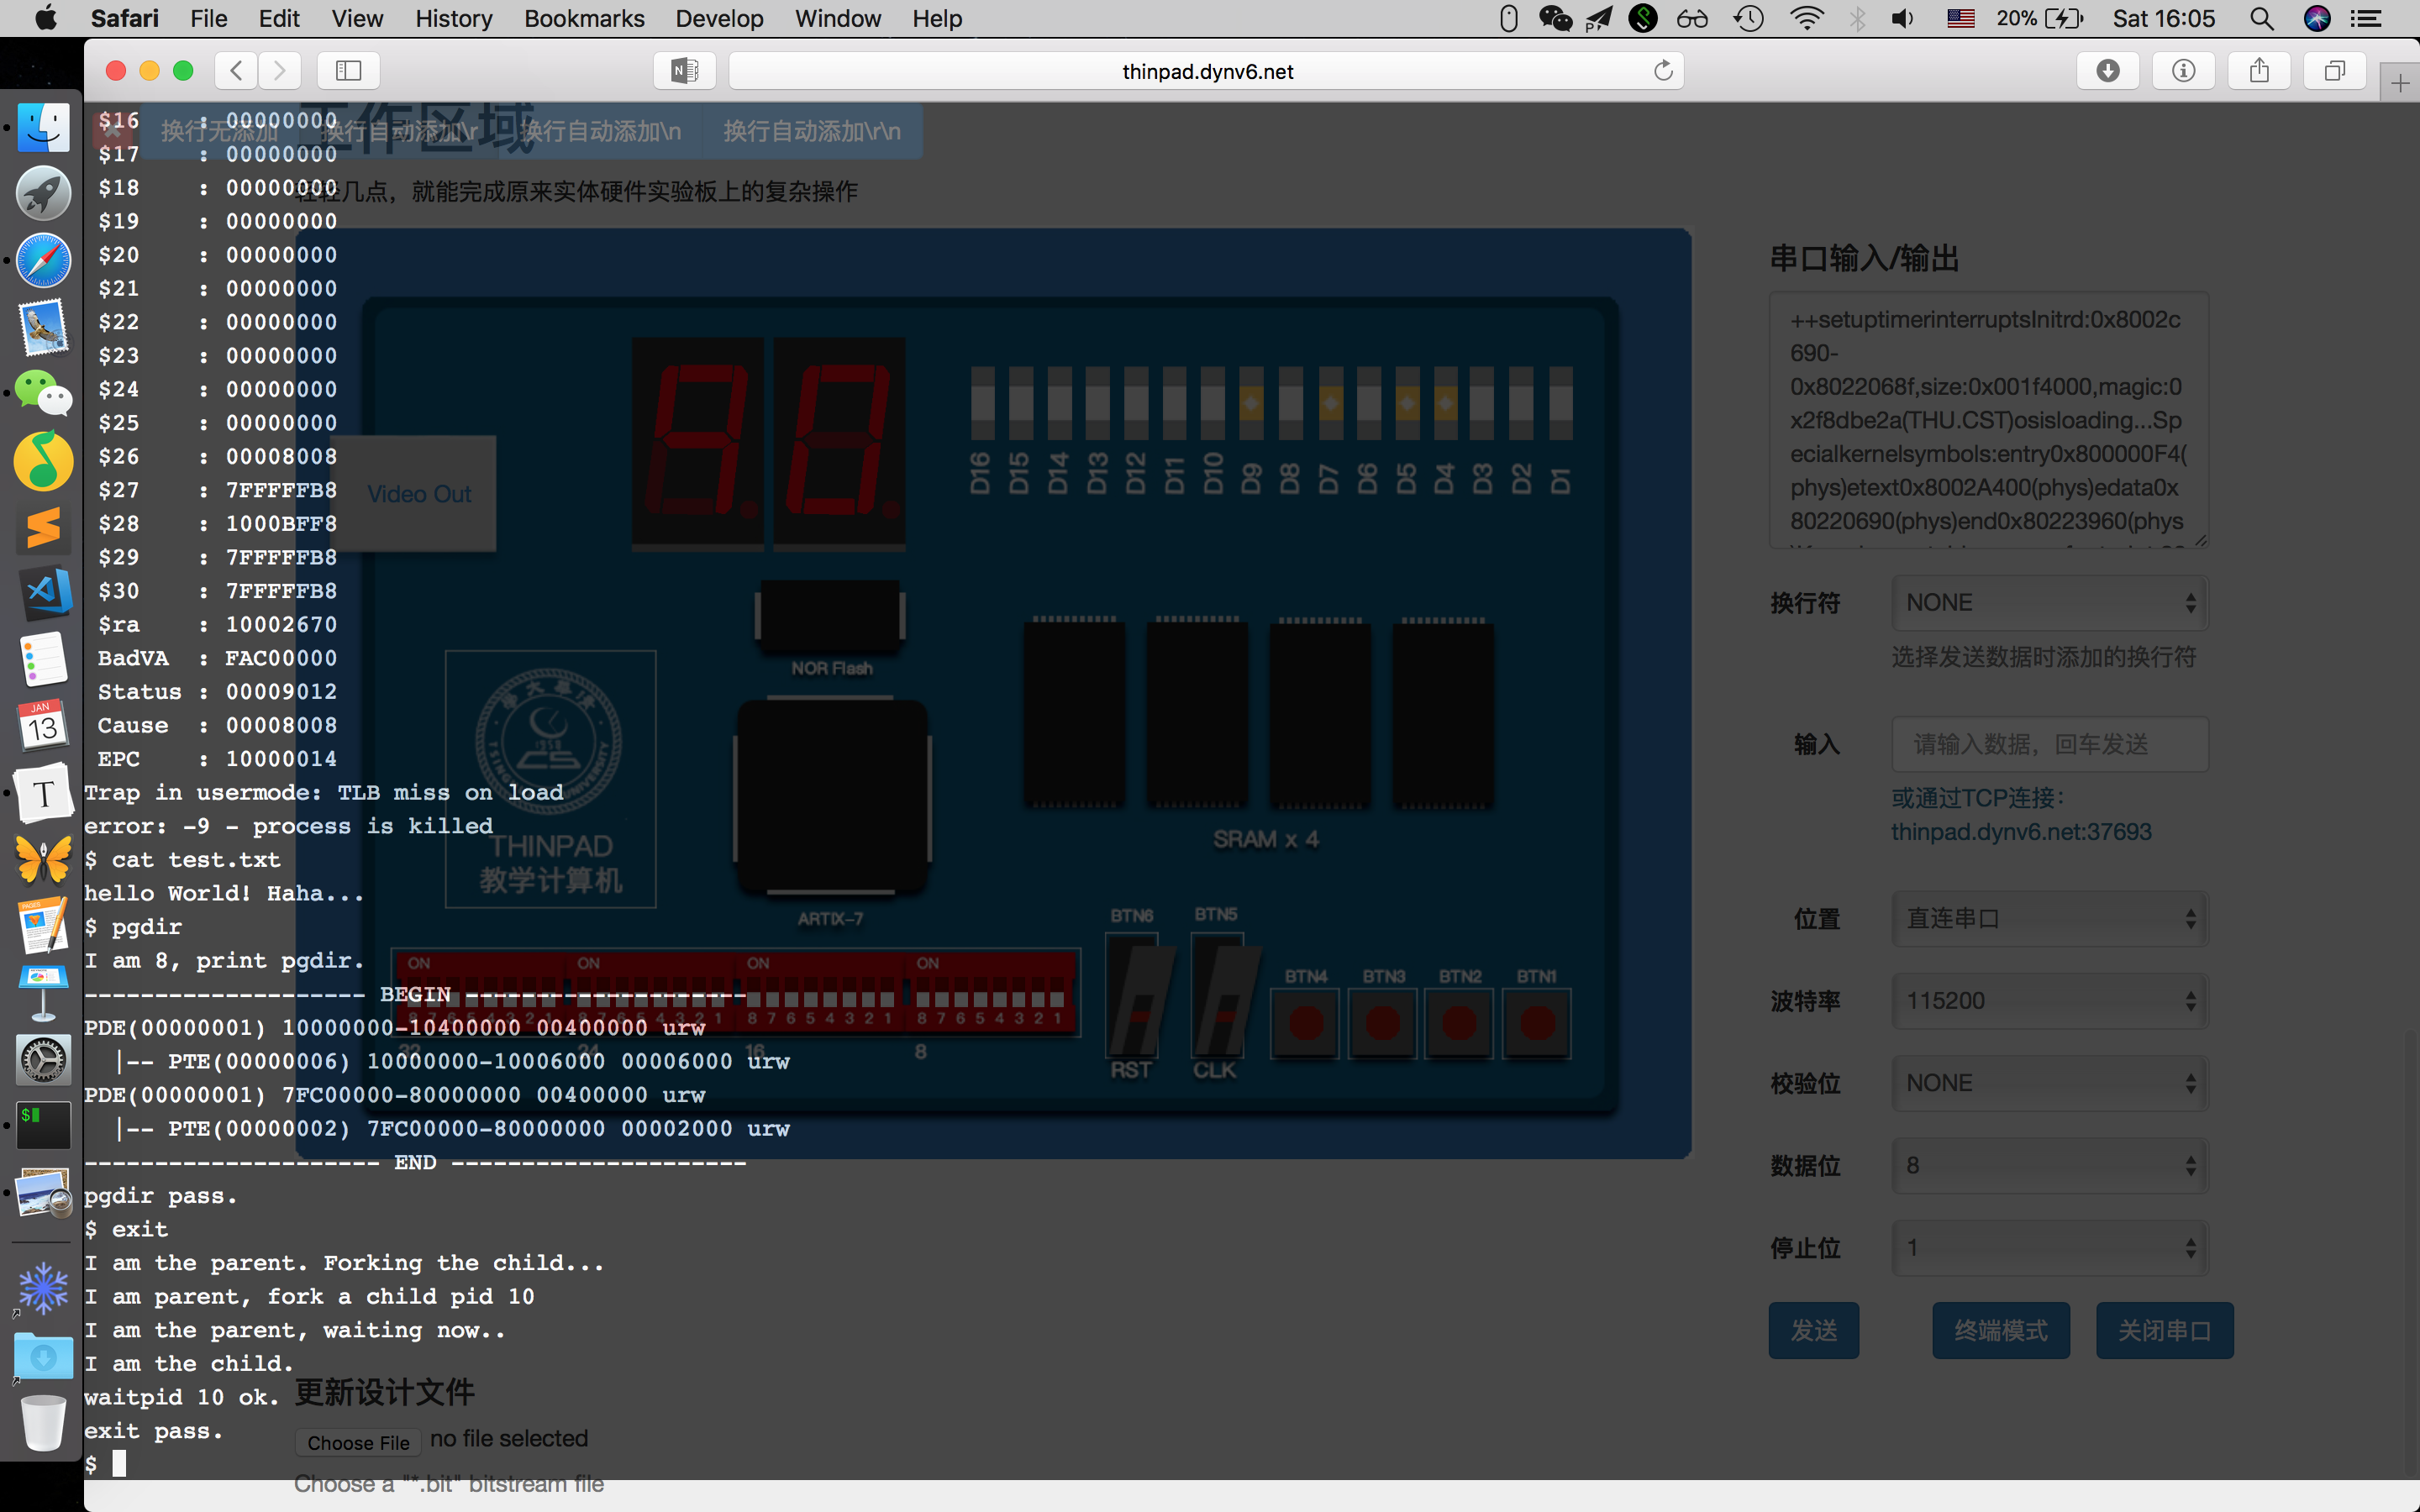 Safari File Edit View History Bookmarks Develop Window Help
20% Sat 16:05
thinpad.dynv6.net
工作区域
换行无添加 换行自动添加\r 换行自动添加\n 换行自动添加\r\n
轻轻几点，就能完成原来实体硬件实验板上的复杂操作
$16 : 00000000
$17 : 00000000
$18 : 00000000
$19 : 00000000
$20 : 00000000
$21 : 00000000
$22 : 00000000
$23 : 00000000
$24 : 00000000
$25 : 00000000
$26 : 00008008
$27 : 7FFFFFB8
$28 : 1000BFF8
$29 : 7FFFFFB8
$30 : 7FFFFFB8
$ra : 10002670
BadVA : FAC00000
Status : 00009012
Cause : 00008008
EPC : 10000014
Trap in usermode: TLB miss on load
error: -9 - process is killed
$ cat test.txt
hello World! Haha...
$ pgdir
I am 8, print pgdir.
-------------------- BEGIN --------------------
PDE(00000001) 10000000-10400000 00400000 urw
|-- PTE(00000006) 10000000-10006000 00006000 urw
PDE(00000001) 7FC00000-80000000 00400000 urw
|-- PTE(00000002) 7FC00000-80000000 00002000 urw
--------------------- END ---------------------
pgdir pass.
$ exit
I am the parent. Forking the child...
I am parent, fork a child pid 10
I am the parent, waiting now..
I am the child.
waitpid 10 ok.
exit pass.
$
Video Out
D16 D15 D14 D13 D12 D11 D10 D9 D8 D7 D6 D5 D4 D3 D2 D1
NOR Flash
1958
THINPAD
教学计算机
ARTIX-7
SRAM x 4
ON ON ON ON
8 7 6 5 4 3 2 1 8 7 6 5 4 3 2 1 8 7 6 5 4 3 2 1 8 7 6 5 4 3 2 1
32 24 16 8
BTN6 BTN5
RST CLK
BTN4 BTN3 BTN2 BTN1
更新设计文件
Choose File no file selected
Choose a "*.bit" bitstream file
串口输入/输出
++setuptimerinterruptsInitrd:0x8002c
690-
0x8022068f,size:0x001f4000,magic:0
x2f8dbe2a(THU.CST)osisloading...Sp
ecialkernelsymbols:entry0x800000F4(
phys)etext0x8002A400(phys)edata0x
80220690(phys)end0x80223960(phys
换行符 NONE
选择发送数据时添加的换行符
输入 请输入数据，回车发送
或通过TCP连接：
thinpad.dynv6.net:37693
位置 直连串口
波特率 115200
校验位 NONE
数据位 8
停止位 1
发送 终端模式 关闭串口
JAN
13